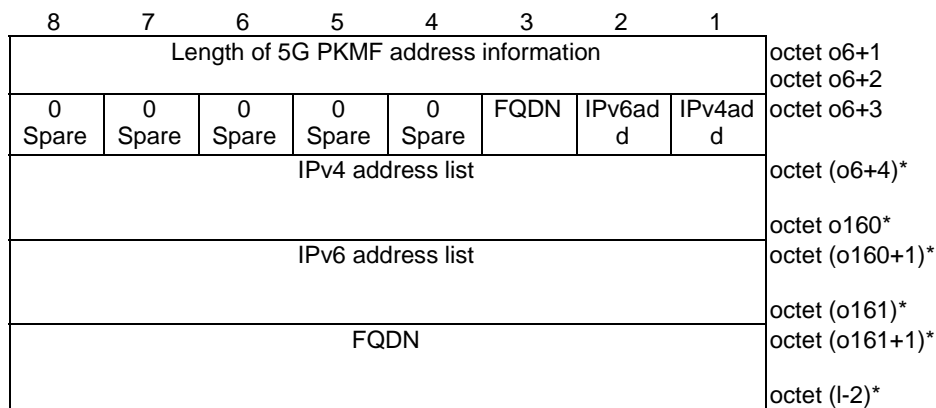 8 7 6 5 4 3 2 1
Length of 5G PKMF address information octet o6+1
octet o6+2
0 0 0 0 0 FQDN IPv6ad IPv4ad octet o6+3
Spare Spare Spare Spare Spare d d
IPv4 address list octet (o6+4)*
octet o160*
IPv6 address list octet (o160+1)*
octet (o161)*
FQDN octet (o161+1)*
octet (l-2)*